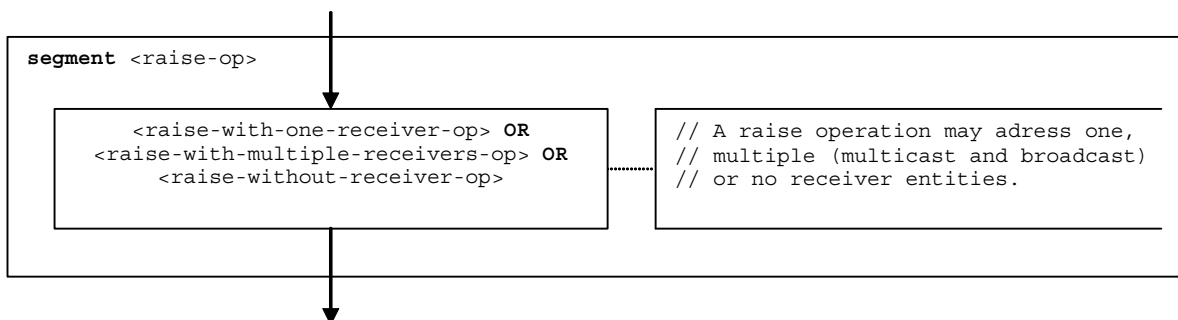 segment <raise-op>
<raise-with-one-receiver-op> OR
<raise-with-multiple-receivers-op> OR
<raise-without-receiver-op>
// A raise operation may adress one,
// multiple (multicast and broadcast)
// or no receiver entities.